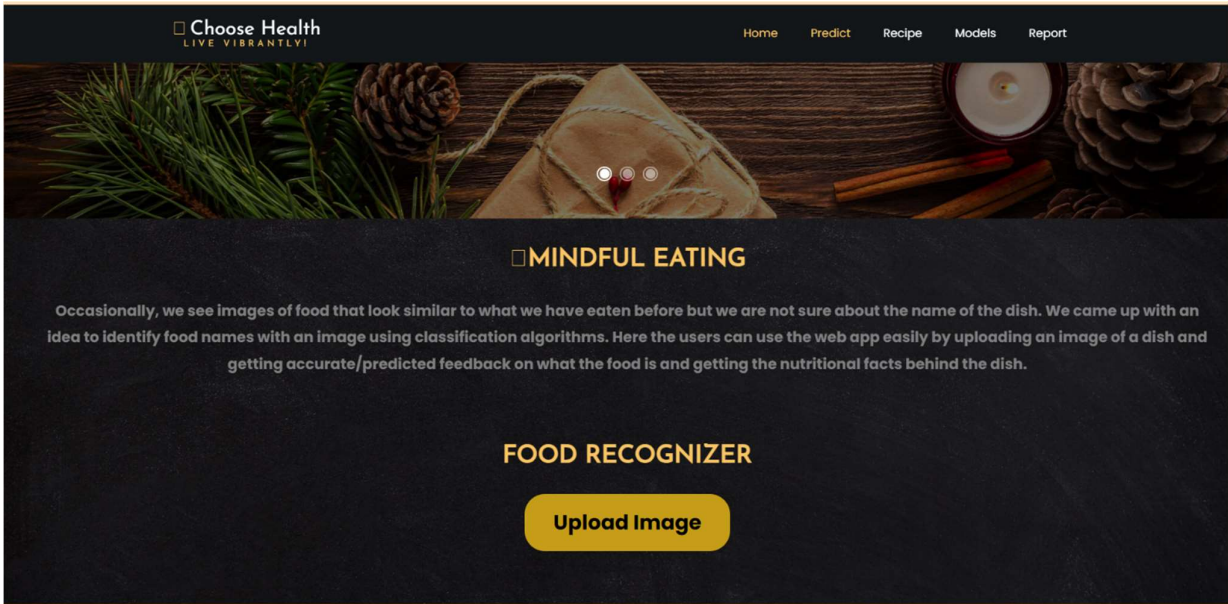 Choose Health
LIVE VIBRANTLY!
Home Predict Recipe Models Report
MINDFUL EATING
Occasionally, we see images of food that look similar to what we have eaten before but we are not sure about the name of the dish. We came up with an
idea to identify food names with an image using classification algorithms. Here the users can use the web app easily by uploading an image of a dish and
getting accurate/predicted feedback on what the food is and getting the nutritional facts behind the dish.
FOOD RECOGNIZER
Upload Image